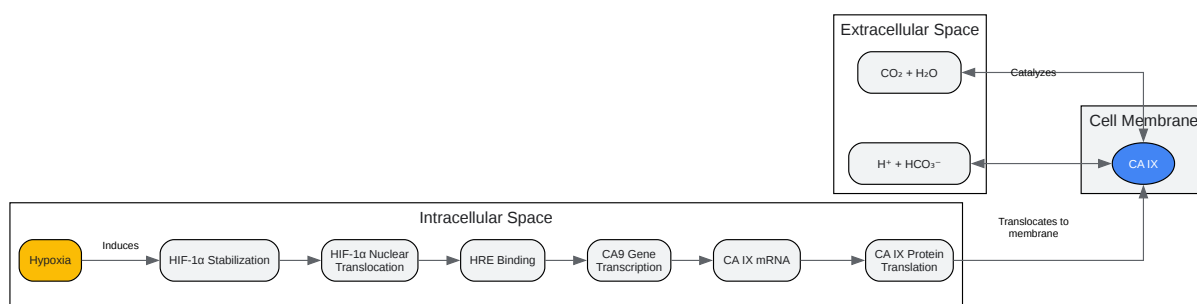 Extracellular Space
CO₂ + H₂O
Catalyzes
Cell Membrane
H⁺ + HCO₃⁻
CA IX
Intracellular Space
Translocates to
membrane
Hypoxia
Induces
HIF-1α Stabilization
HIF-1α Nuclear
Translocation
HRE Binding
CA9 Gene
Transcription
CA IX mRNA
CA IX Protein
Translation